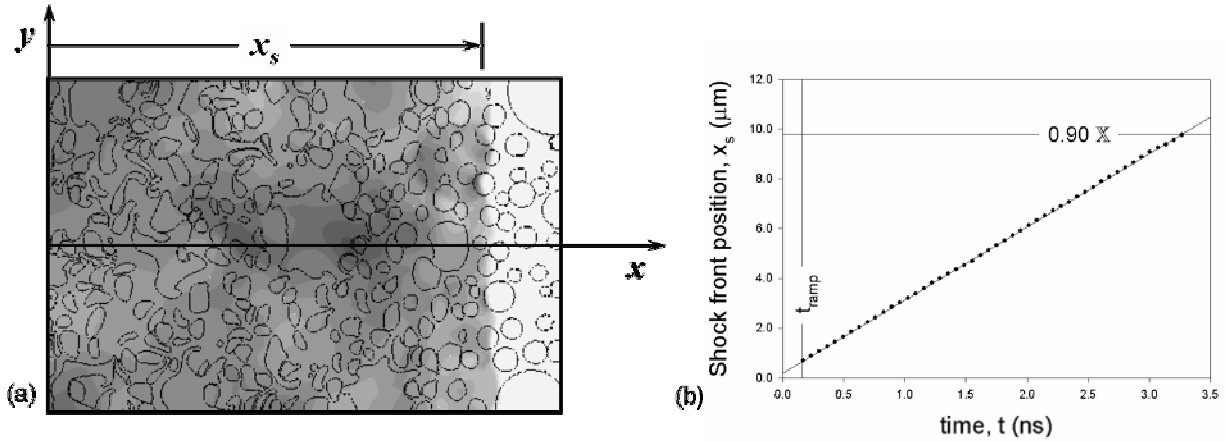 y
xₛ
x
(a)
Shock front position, xₛ (μm)
12.0
10.0
8.0
6.0
4.0
2.0
0.0
0.90 𝕏
t_ramp
0.0 0.5 1.0 1.5 2.0 2.5 3.0 3.5
time, t (ns)
(b)